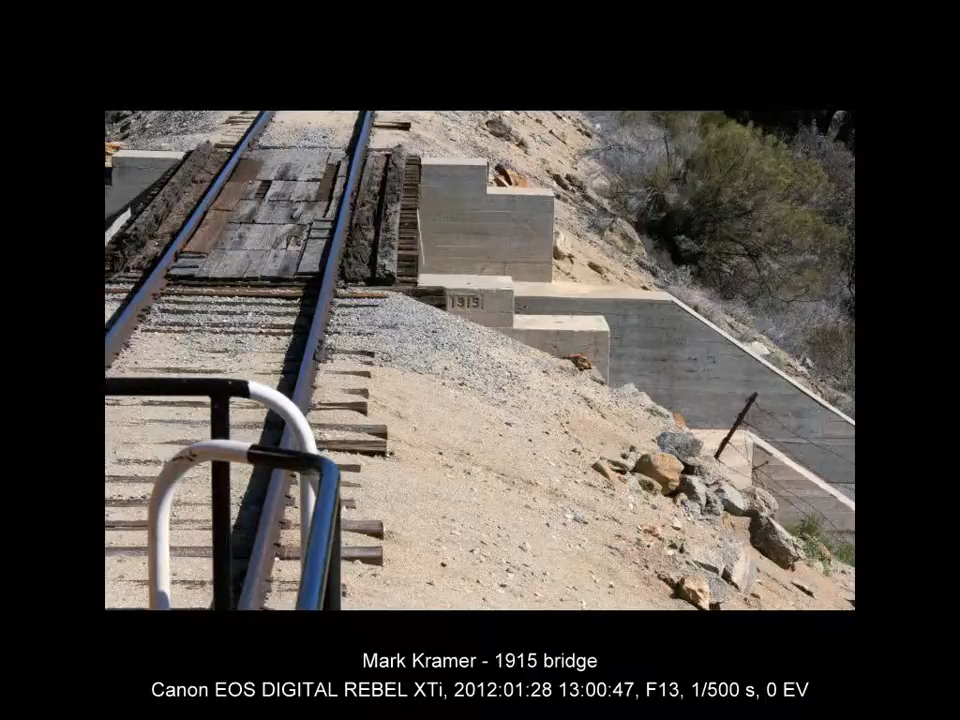 1915
Mark Kramer - 1915 bridge
Canon EOS DIGITAL REBEL XTi, 2012:01:28 13:00:47, F13, 1/500 s, 0 EV